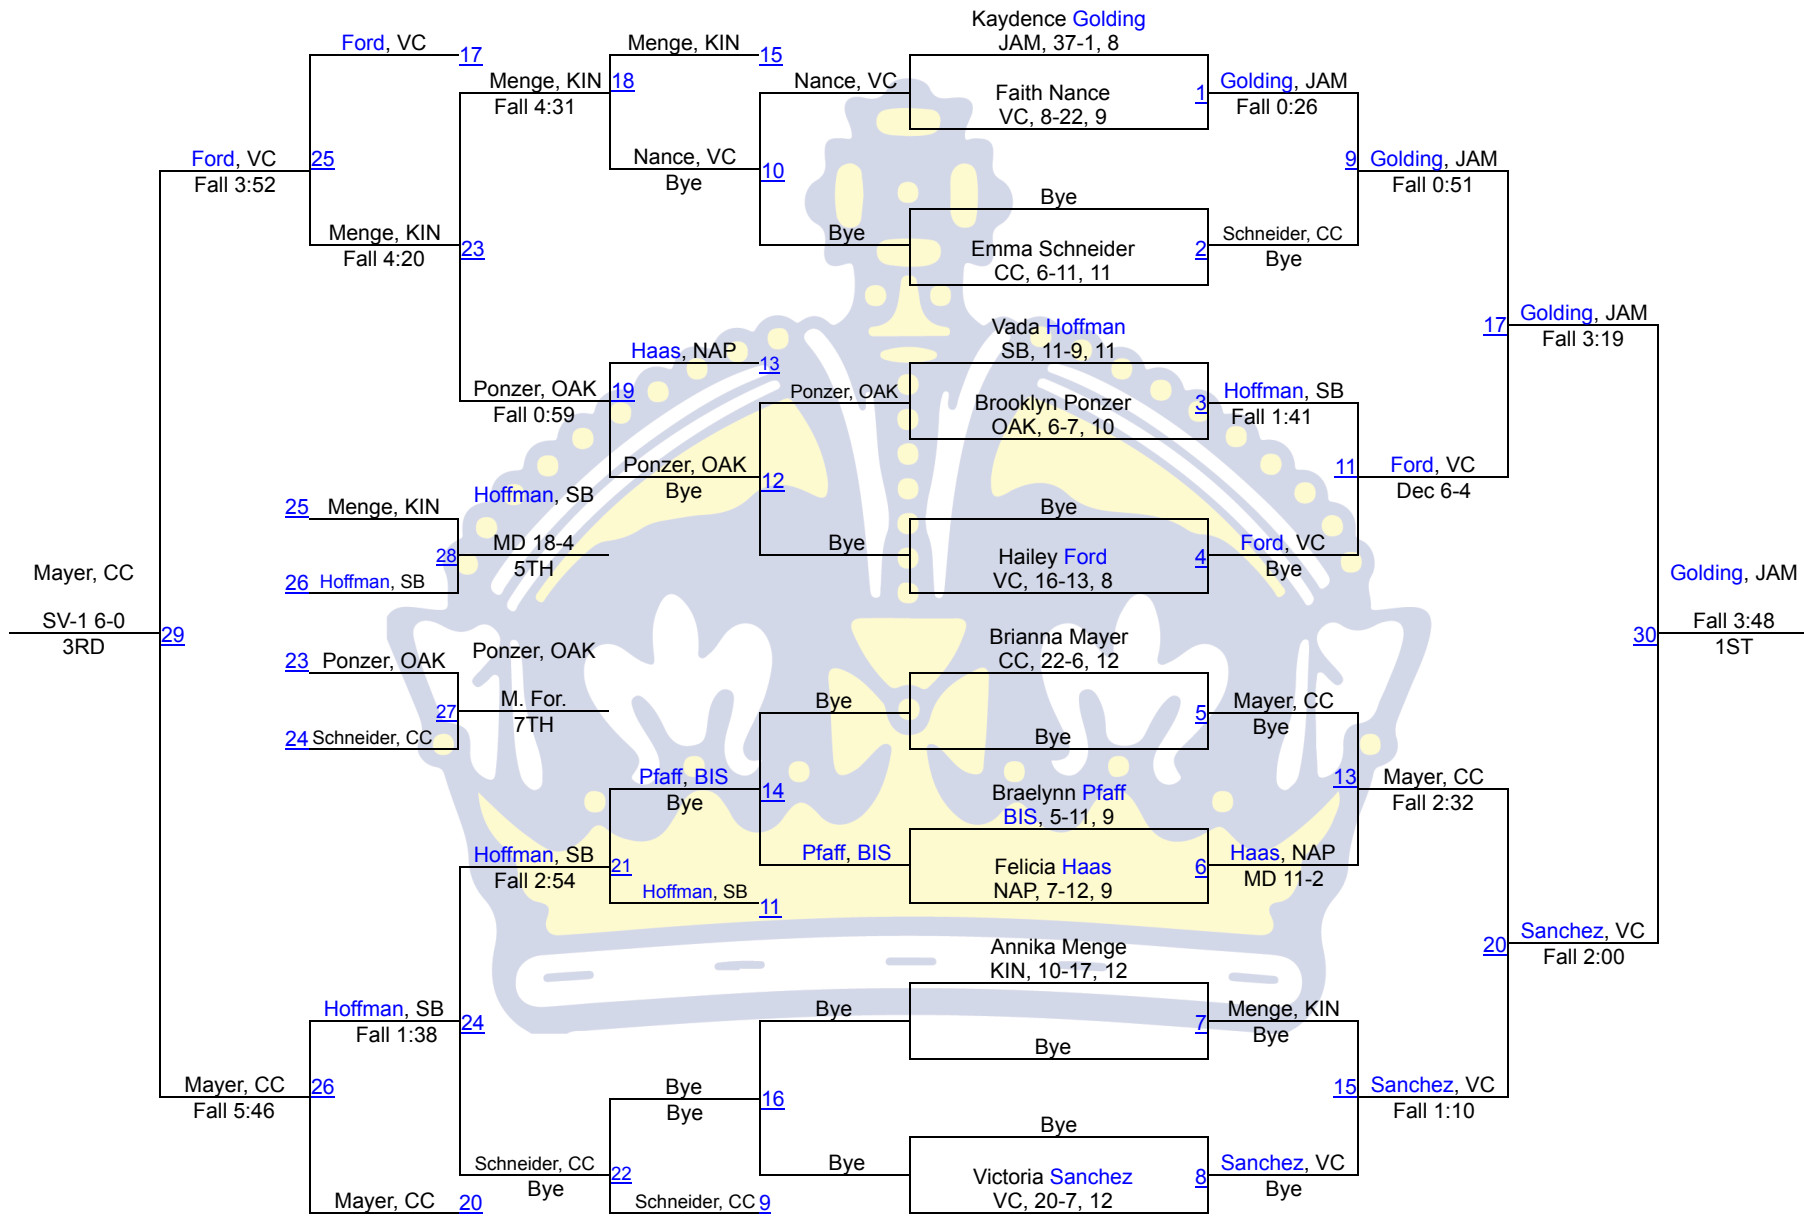 Kaydence Golding
JAM, 37-1, 8
Ford, VC
17
Menge, KIN
15
Menge, KIN
18
Fall 4:31
Nance, VC
Faith Nance
VC, 8-22, 9
1
Golding, JAM
Fall 0:26
Ford, VC
25
Fall 3:52
Nance, VC
10
Bye
9
Golding, JAM
Fall 0:51
Bye
Menge, KIN
23
Fall 4:20
Bye
Emma Schneider
CC, 6-11, 11
2
Schneider, CC
Bye
Vada Hoffman
SB, 11-9, 11
17
Golding, JAM
Fall 3:19
Haas, NAP
13
Ponzer, OAK
19
Fall 0:59
Ponzer, OAK
Brooklyn Ponzer
OAK, 6-7, 10
3
Hoffman, SB
Fall 1:41
Ponzer, OAK
12
Bye
11
Ford, VC
Dec 6-4
Hoffman, SB
25
Menge, KIN
Bye
28
MD 18-4
5TH
Bye
Hailey Ford
VC, 16-13, 8
4
Ford, VC
Bye
26
Hoffman, SB
Mayer, CC
SV-1 6-0
3RD
29
Golding, JAM
30
Fall 3:48
1ST
Brianna Mayer
CC, 22-6, 12
23
Ponzer, OAK
Ponzer, OAK
27
M. For.
7TH
Bye
5
Mayer, CC
Bye
24
Schneider, CC
Bye
Pfaff, BIS
14
Bye
Braelynn Pfaff
BIS, 5-11, 9
13
Mayer, CC
Fall 2:32
Hoffman, SB
21
Fall 2:54
Pfaff, BIS
Felicia Haas
NAP, 7-12, 9
6
Haas, NAP
MD 11-2
Hoffman, SB
11
20
Sanchez, VC
Fall 2:00
Annika Menge
KIN, 10-17, 12
Hoffman, SB
24
Fall 1:38
Bye
7
Menge, KIN
Bye
Bye
Mayer, CC
26
Fall 5:46
Bye
16
Bye
15
Sanchez, VC
Fall 1:10
Bye
Schneider, CC
22
Bye
Bye
Victoria Sanchez
VC, 20-7, 12
8
Sanchez, VC
Bye
Mayer, CC
20
Schneider, CC
9